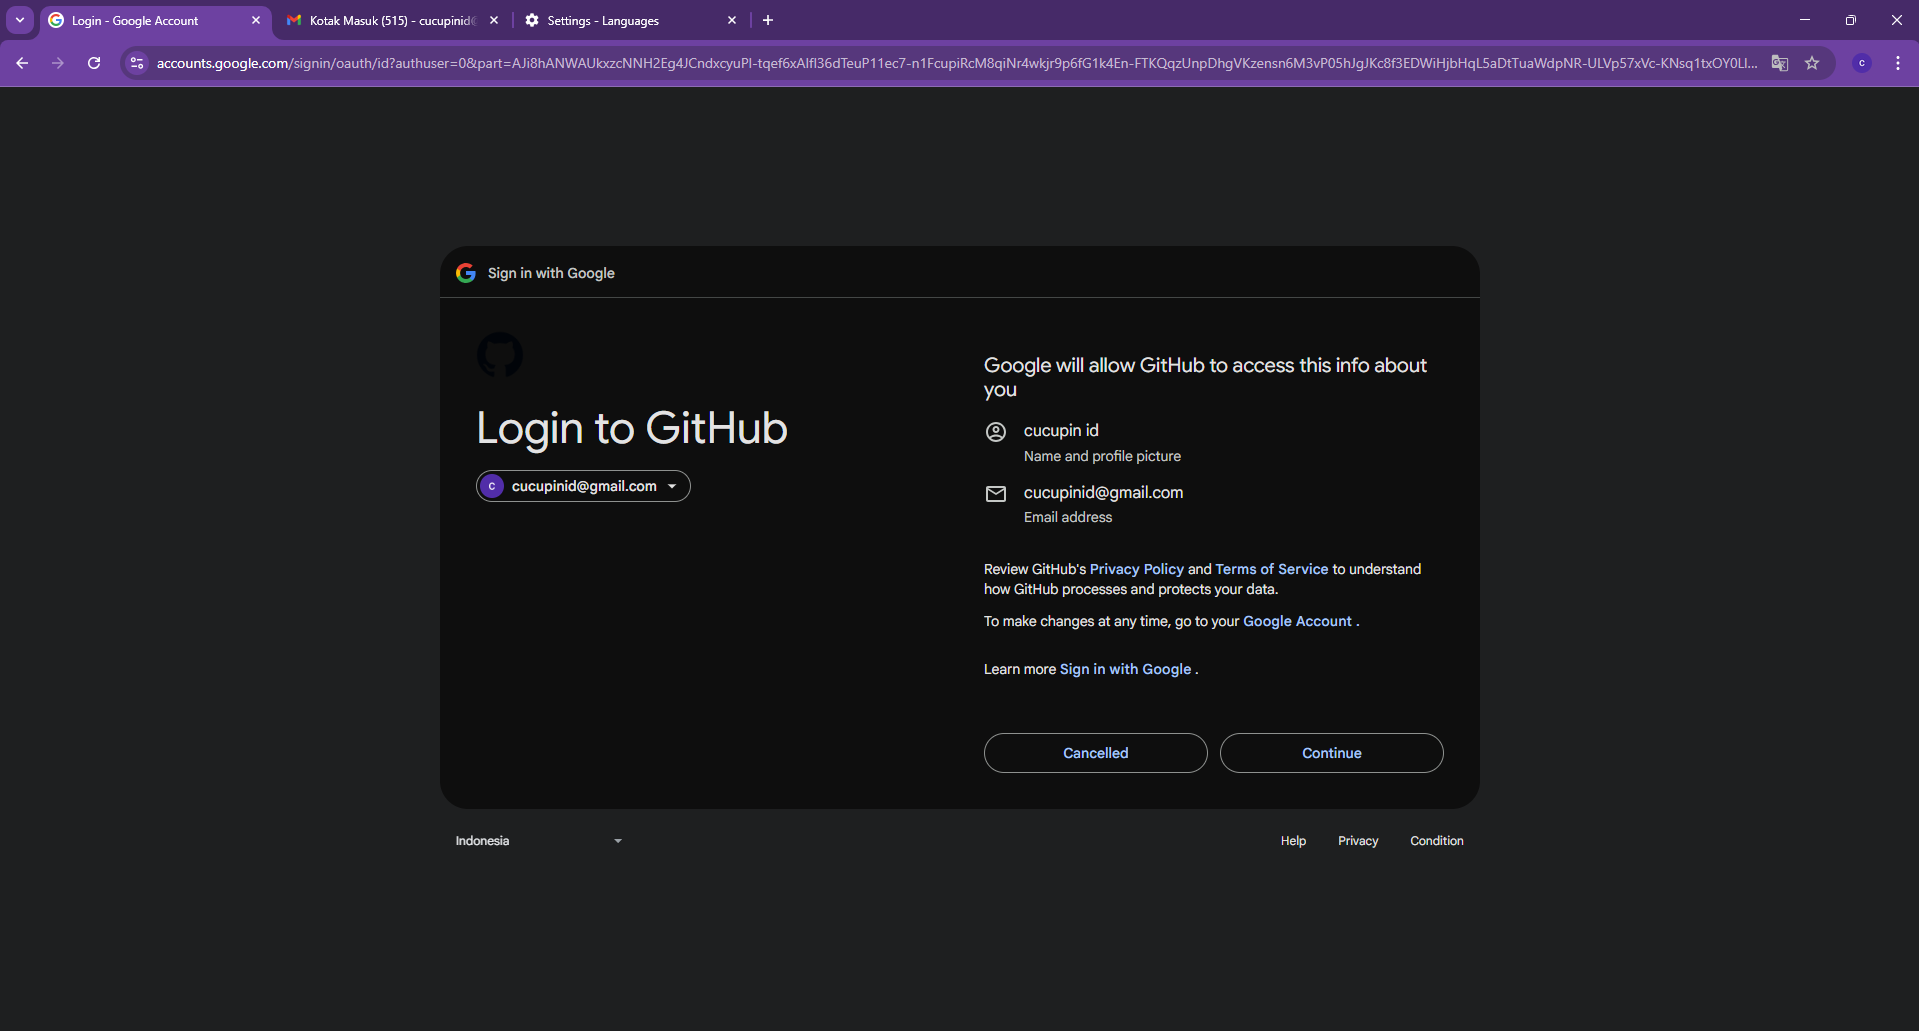 Login - Google Account
Kotak Masuk (515) - cucupinid
Settings - Languages
accounts.google.com/signin/oauth/id?authuser=0&part=AJi8hANWAUkxzcNNH2Eg4JCndxcyuPI-tqef6xAlfI36dTeuP11ec7-n1FcupiRcM8qiNr4wkjr9p6fG1k4En-FTKQqzUnpDhgVKzensn6M3vP05hJgJKc8f3EDWiHjbHqL5aDtTuaWdpNR-ULVp57xVc-KNsq1txOY0LI...
c
Sign in with Google
Login to GitHub
c cucupinid@gmail.com
Google will allow GitHub to access this info about
you
cucupin id
Name and profile picture
cucupinid@gmail.com
Email address
Review GitHub's Privacy Policy and Terms of Service to understand
how GitHub processes and protects your data.
To make changes at any time, go to your Google Account .
Learn more Sign in with Google .
Cancelled
Continue
Indonesia
Help
Privacy
Condition